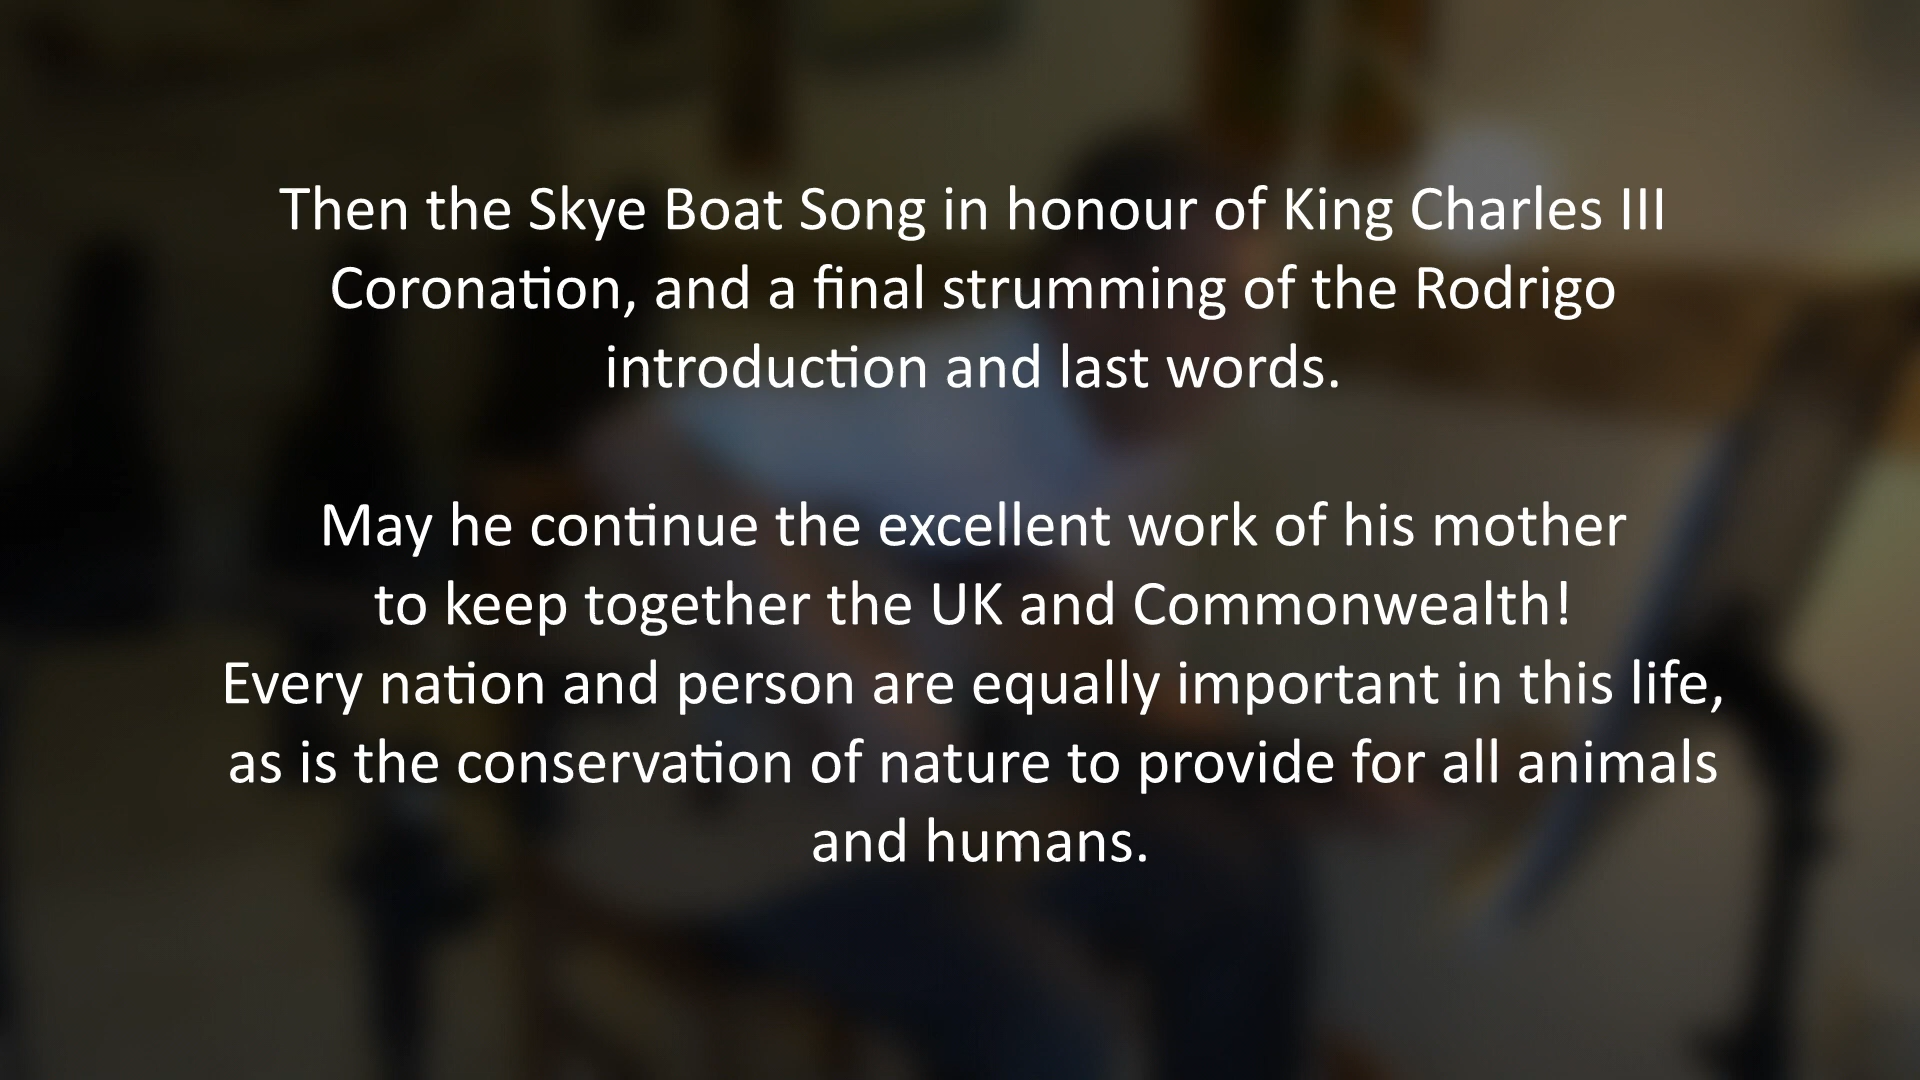 Then the Skye Boat Song in honour of King Charles III
Coronation, and a final strumming of the Rodrigo
introduction and last words.
May he continue the excellent work of his mother
to keep together the UK and Commonwealth!
Every nation and person are equally important in this life,
as is the conservation of nature to provide for all animals
and humans.